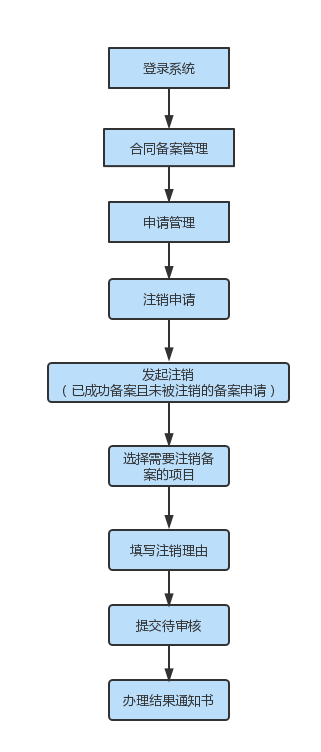 登录系统
合同备案管理
申请管理
注销申请
发起注销
（已成功备案且未被注销的备案申请）
选择需要注销备
案的项目
填写注销理由
提交待审核
办理结果通知书